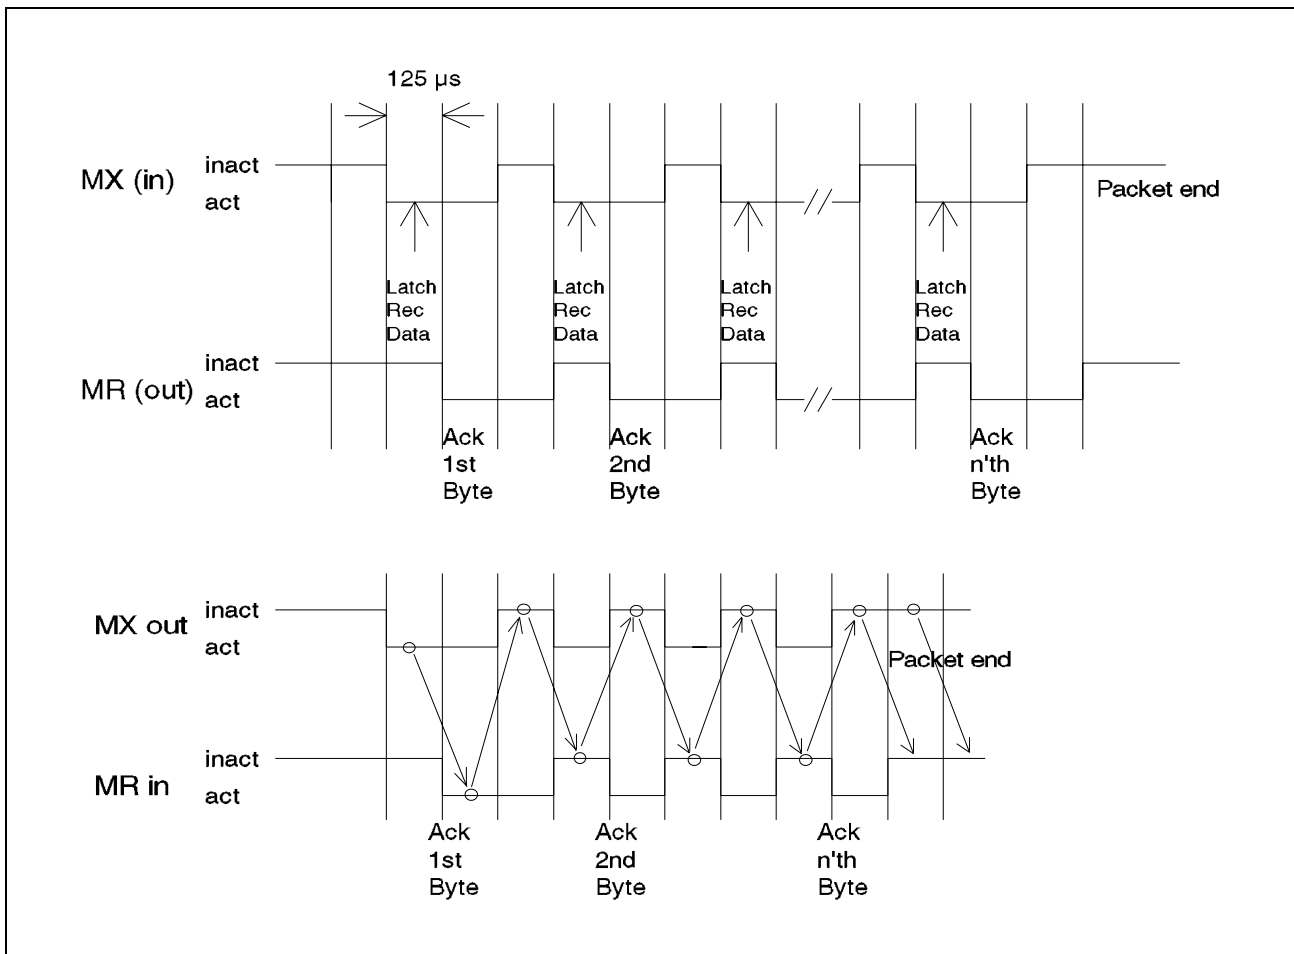 125 µs
inact
MX (in)
act
Packet end
Latch
Rec
Data
Latch
Rec
Data
Latch
Rec
Data
Latch
Rec
Data
inact
MR (out)
act
Ack
1st
Byte
Ack
2nd
Byte
Ack
n'th
Byte
inact
MX out
act
Packet end
inact
MR in
act
Ack
1st
Byte
Ack
2nd
Byte
Ack
n'th
Byte